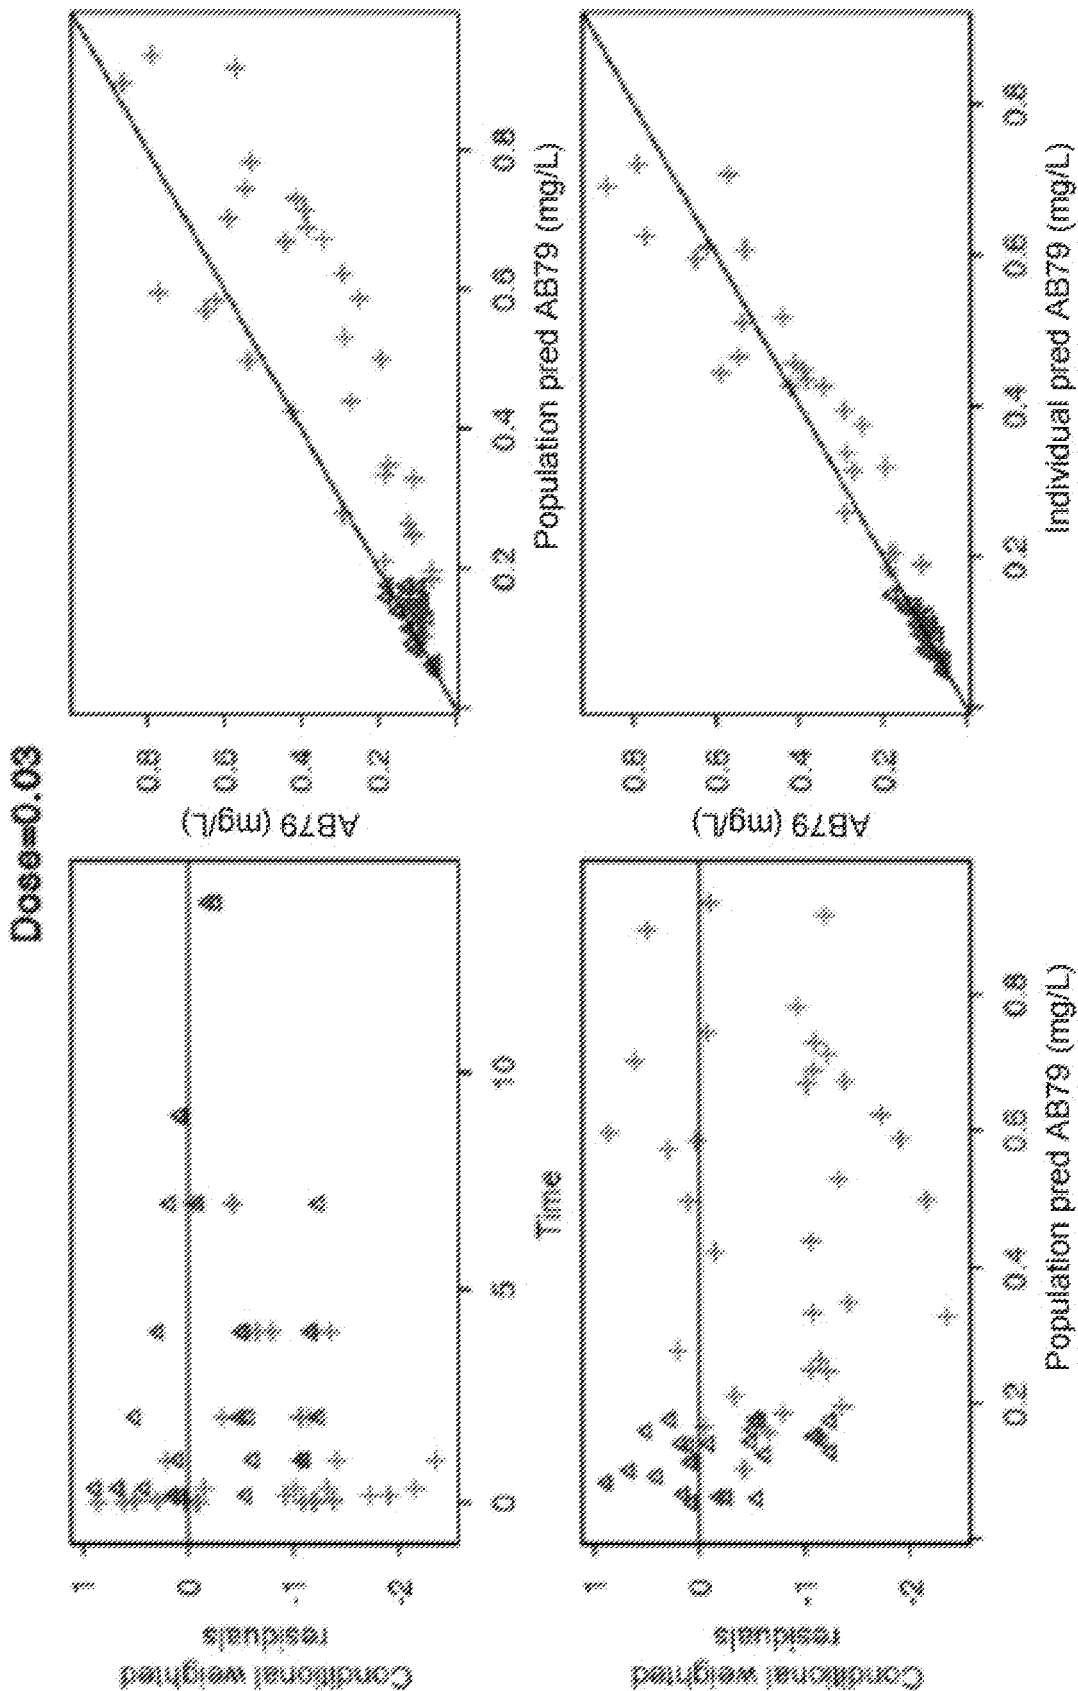 Dose=0.03
Conditional weighted
residuals
1
0
-1
-2
0
5
10
Time
AB79 (mg/L)
0.8
0.6
0.4
0.2
0.2
0.4
0.6
0.8
Population pred AB79 (mg/L)
Conditional weighted
residuals
1
0
-1
-2
0.2
0.4
0.6
0.8
Population pred AB79 (mg/L)
AB79 (mg/L)
0.8
0.6
0.4
0.2
0.2
0.4
0.6
0.8
Individual pred AB79 (mg/L)